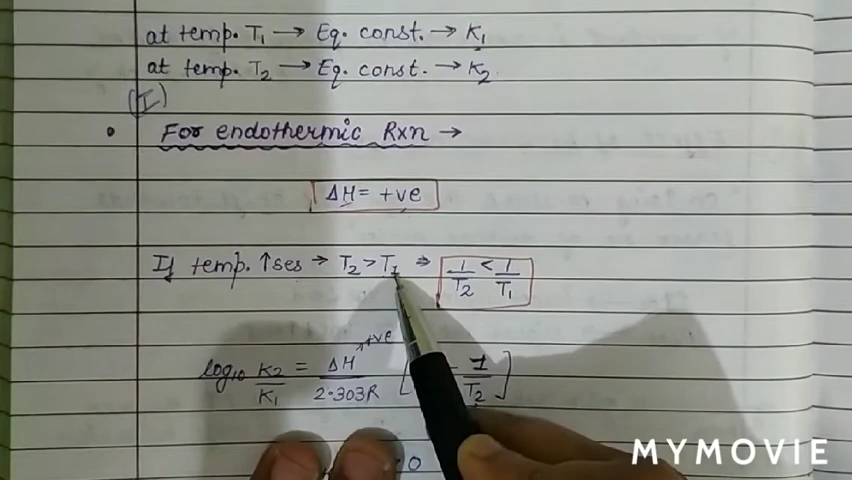 at temp. T₁ → Eq. const. → K₁
at temp. T₂ → Eq. const. → K₂
(I)
• For endothermic Rxn →
ΔH = +ve
If temp. ↑ses → T₂ > T₁ ⇒ 1/T₂ < 1/T₁
log₁₀ K₂/K₁ = ΔH/2.303R +ve [ - 1/T₂ ]
0
MYMOVIE